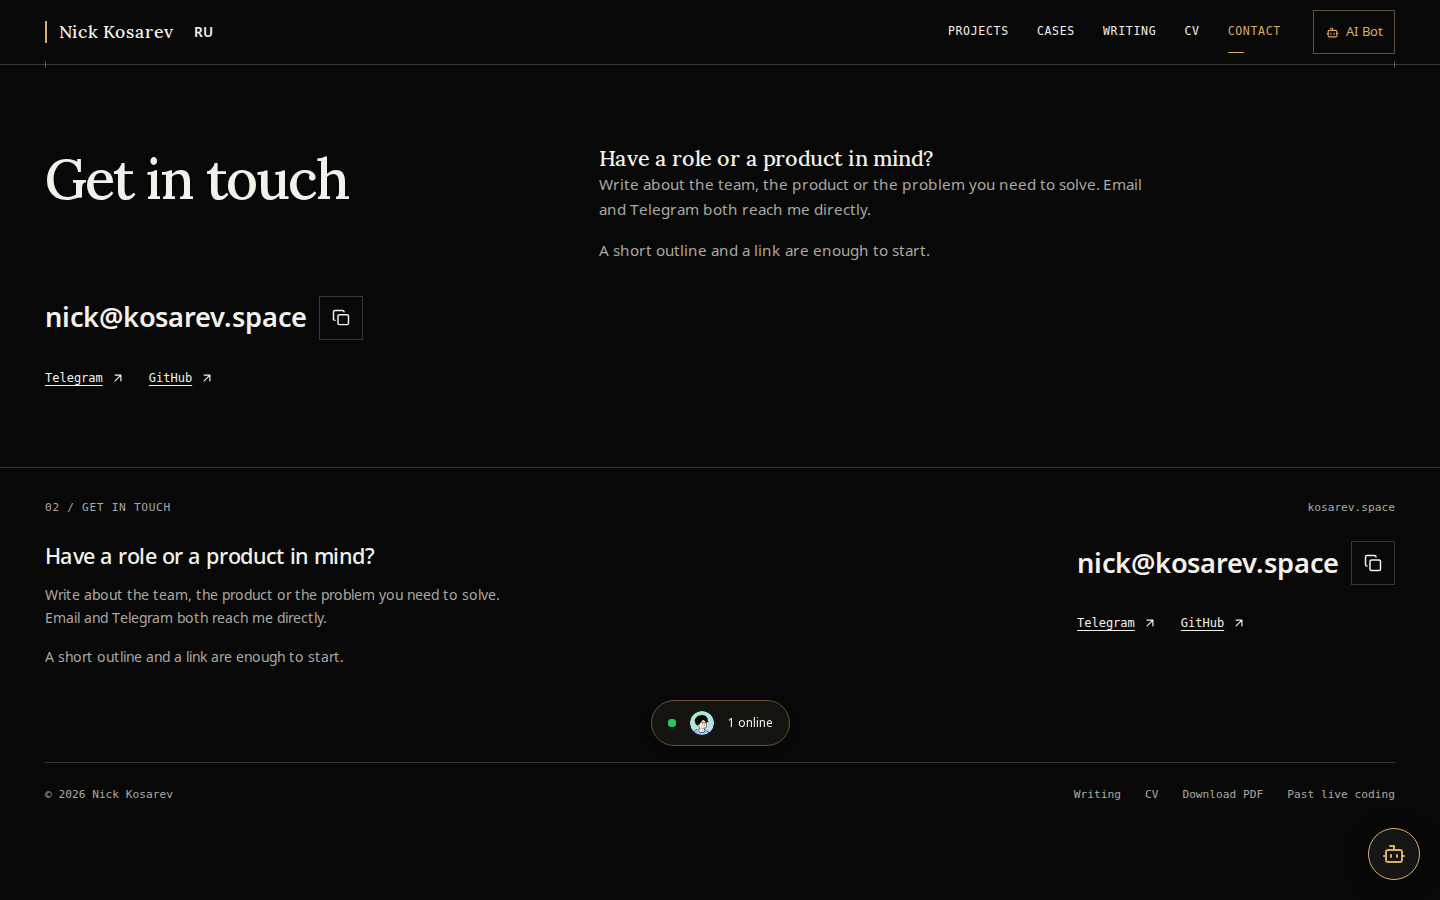 Nick Kosarev RU PROJECTS CASES WRITING CV CONTACT AI Bot
Get in touch
Have a role or a product in mind?
Write about the team, the product or the problem you need to solve. Email
and Telegram both reach me directly.
A short outline and a link are enough to start.
nick@kosarev.space
Telegram GitHub
02 / GET IN TOUCH
kosarev.space
Have a role or a product in mind?
Write about the team, the product or the problem you need to solve.
Email and Telegram both reach me directly.
A short outline and a link are enough to start.
nick@kosarev.space
Telegram GitHub
1 online
© 2026 Nick Kosarev
Writing CV Download PDF Past live coding